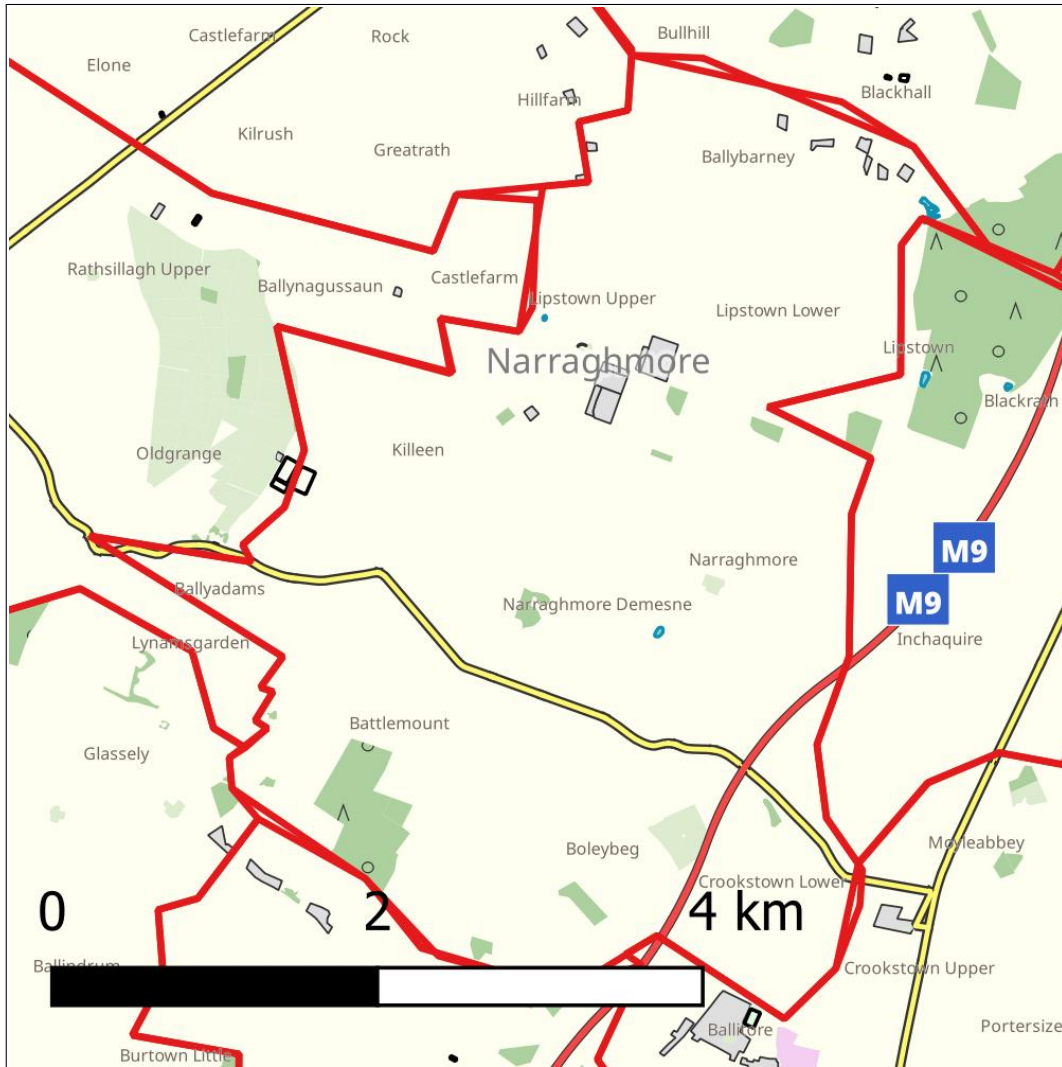 Castlefarm
Rock
Bullhill
Elone
Blackhall
Hillfarm
Kilrush
Greatrath
Ballybarney
Rathsillagh Upper
Ballynagussaun
Castlefarm
Lipstown Upper
Lipstown Lower
Lipstown
Narraghmore
Blackrath
Oldgrange
Killeen
M9
Narraghmore
Ballyadams
Narraghmore Demesne
M9
Lynamsgarden
Inchaquire
Battlemount
Glassely
Boleybeg
Moyleabbey
Crookstown Lower
0 2 4 km
Ballindrum
Crookstown Upper
Ballitore
Portersize
Burtown Little